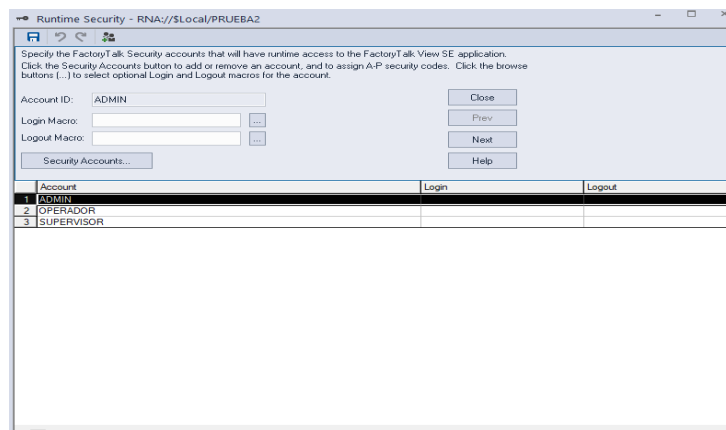 Runtime Security - RNA://$Local/PRUEBA2
Specify the FactoryTalk Security accounts that will have runtime access to the FactoryTalk View SE application.
Click the Security Accounts button to add or remove an account, and to assign A-P security codes. Click the browse
buttons (...) to select optional Login and Logout macros for the account.
Account ID: ADMIN
Close
Login Macro: ...
Prev
Logout Macro: ...
Next
Security Accounts...
Help
Account Login Logout
1 ADMIN
2 OPERADOR
3 SUPERVISOR